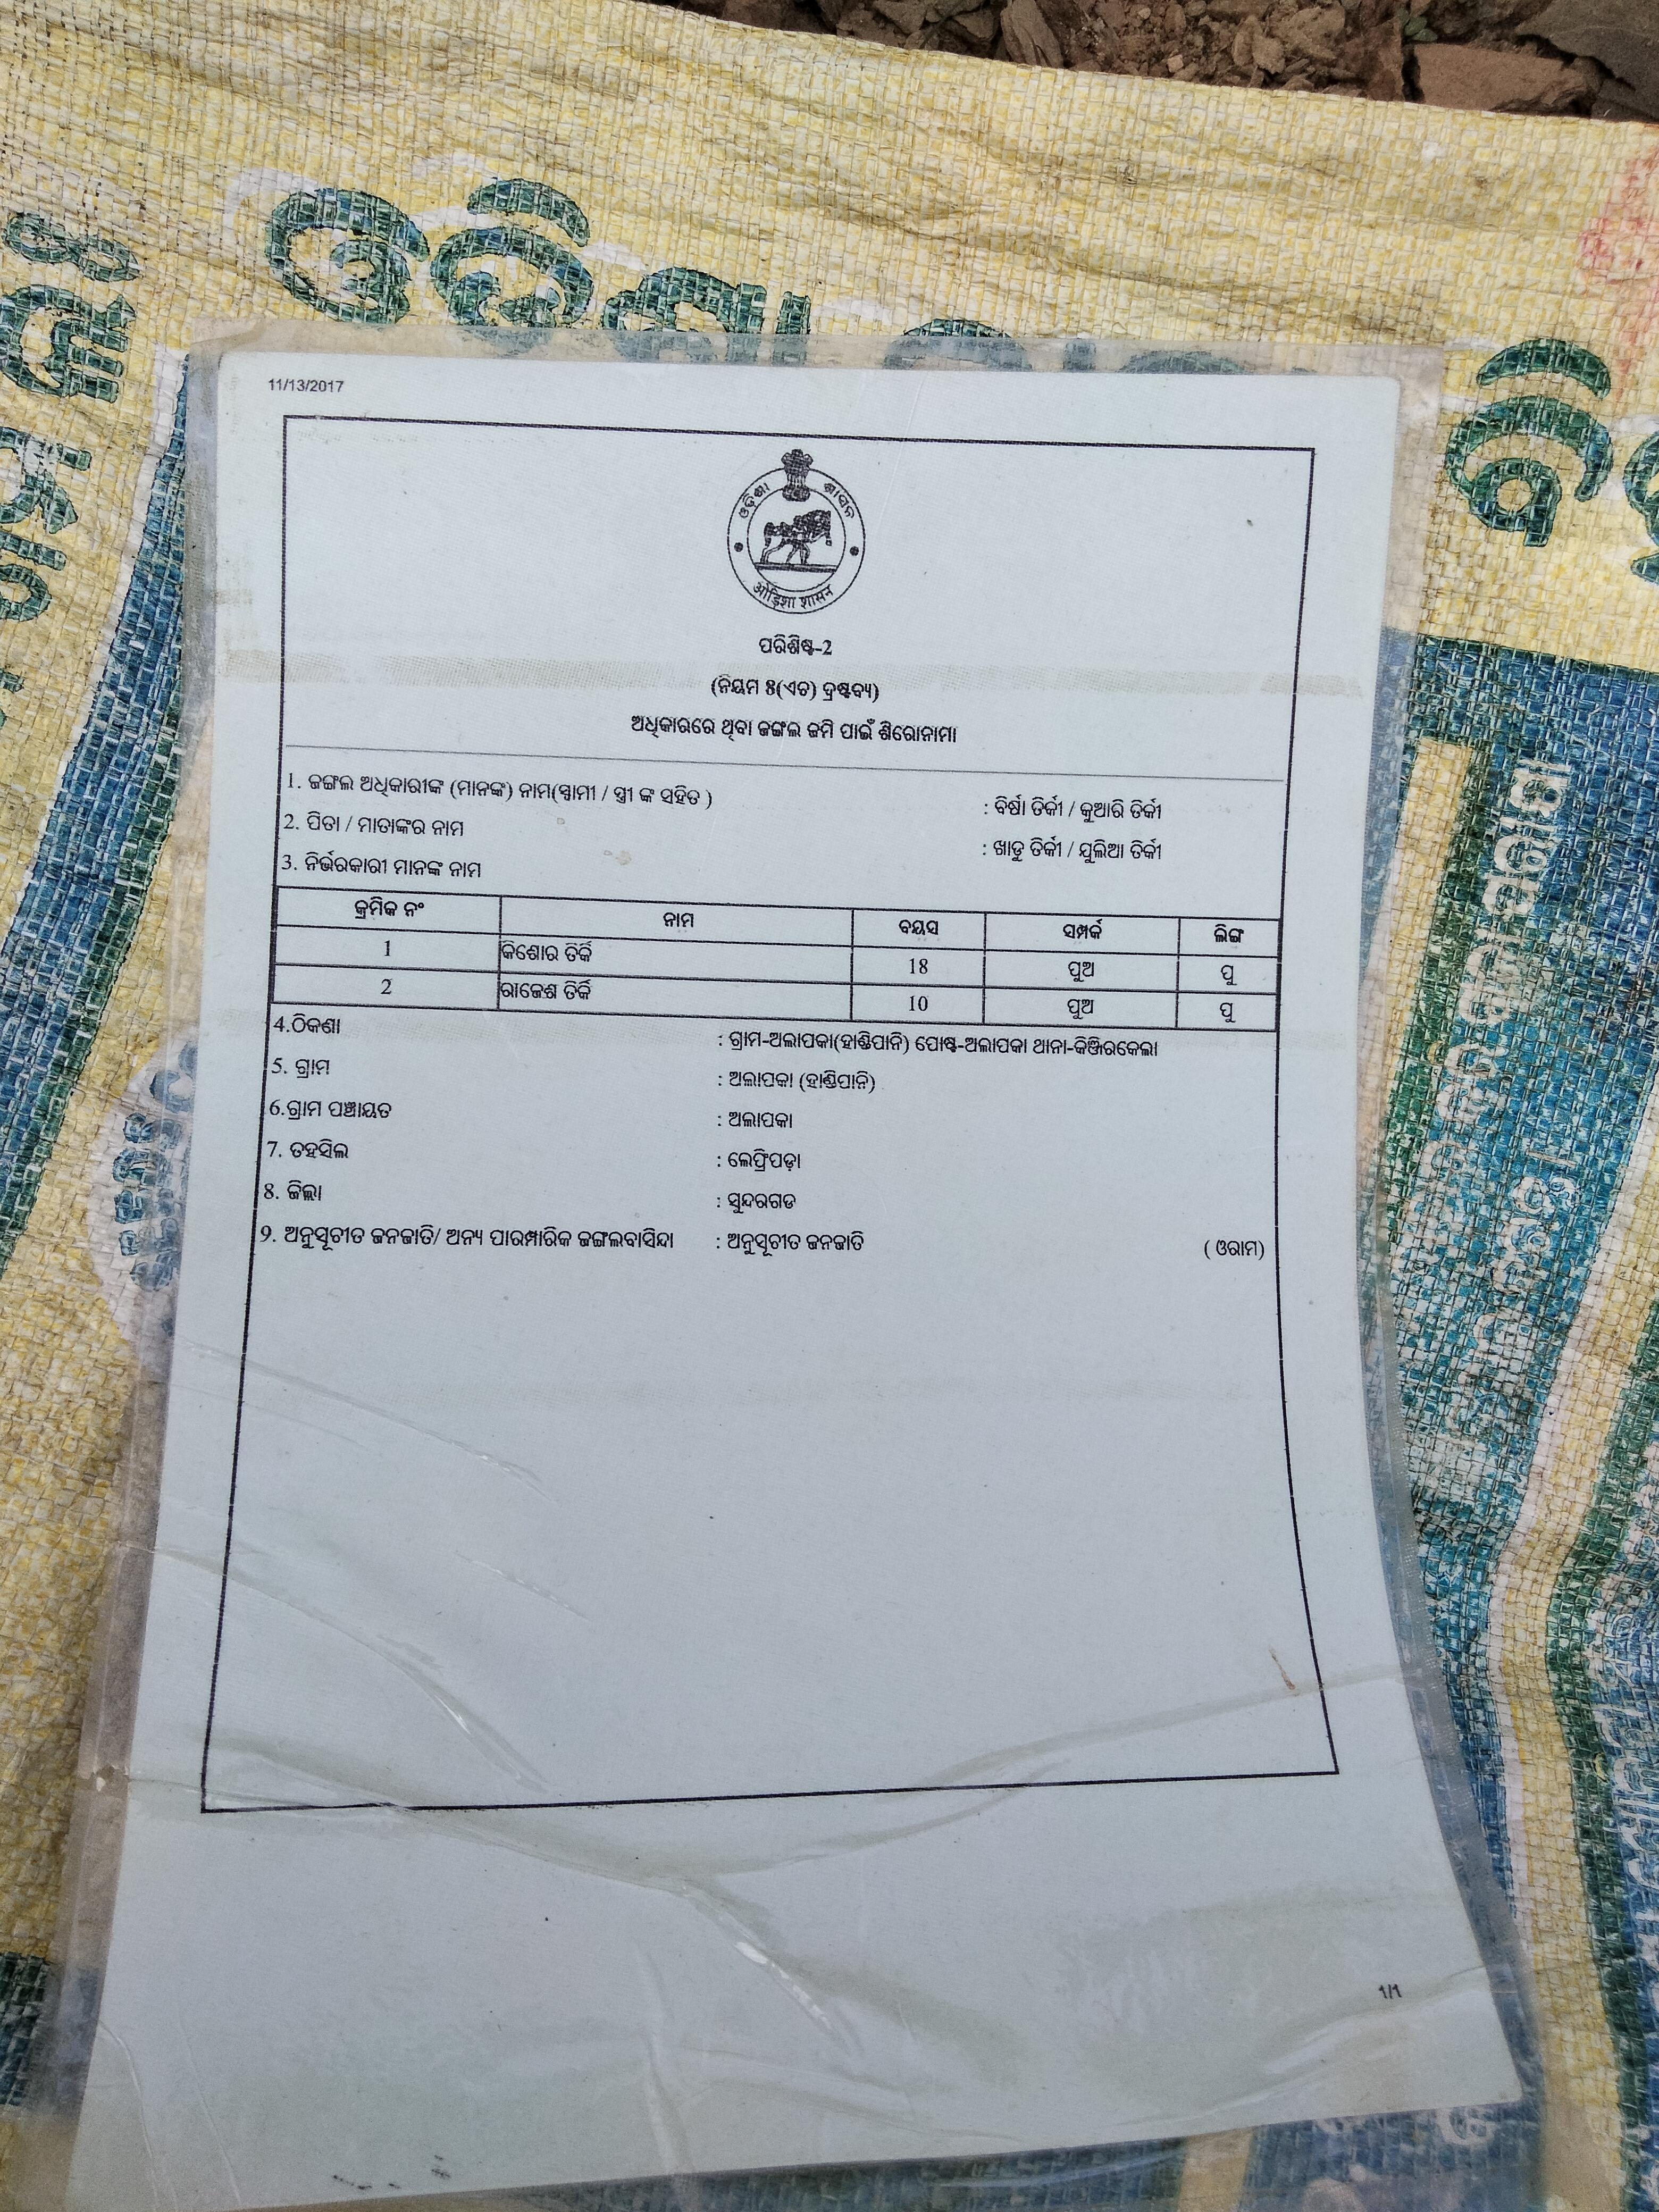 11/13/2017
ଓଡ଼ିଶା ଶାସନ
ओड़िशा शासन
ପରିଶିଷ୍ଟ-2
(ନିୟମ ୫(ଏଚ) ଦ୍ରଷ୍ଟବ୍ୟ)
ଅଧିକାରରେ ଥିବା ଜଙ୍ଗଲ ଜମି ପାଇଁ ଶିରୋନାମା
1. ଜଙ୍ଗଲ ଅଧିକାରୀଙ୍କ (ମାନଙ୍କ) ନାମ(ସ୍ୱାମୀ / ସ୍ତ୍ରୀ ଙ୍କ ସହିତ ) : ବିର୍ଷା ତିର୍କୀ / କୁଆରି ତିର୍କୀ
2. ପିତା / ମାତାଙ୍କର ନାମ : ଖାଡୁ ତିର୍କୀ / ଯୁଲିଆ ତିର୍କୀ
3. ନିର୍ଭରକାରୀ ମାନଙ୍କ ନାମ
କ୍ରମିକ ନଂ ନାମ ବୟସ ସମ୍ପର୍କ ଲିଙ୍ଗ
1 କିଶୋର ତିର୍କି 18 ପୁଅ ପୁ
2 ରାଜେଶ ତିର୍କି 10 ପୁଅ ପୁ
4.ଠିକଣା : ଗ୍ରାମ-ଅଲାପକା(ହାଣ୍ଡିପାନି) ପୋଷ୍ଟ-ଅଲାପକା ଥାନା-କିଞ୍ଜିରକେଲା
5. ଗ୍ରାମ : ଅଲାପକା (ହାଣ୍ଡିପାନି)
6.ଗ୍ରାମ ପଞ୍ଚାୟତ : ଅଲାପକା
7. ତହସିଲ : ଲେଫ୍ରିପଡ଼ା
8. ଜିଲ୍ଲା : ସୁନ୍ଦରଗଡ
9. ଅନୁସୂଚୀତ ଜନଜାତି/ ଅନ୍ୟ ପାରମ୍ପାରିକ ଜଙ୍ଗଲବାସିନ୍ଦା : ଅନୁସୂଚୀତ ଜନଜାତି ( ଓରାମ)
1/1